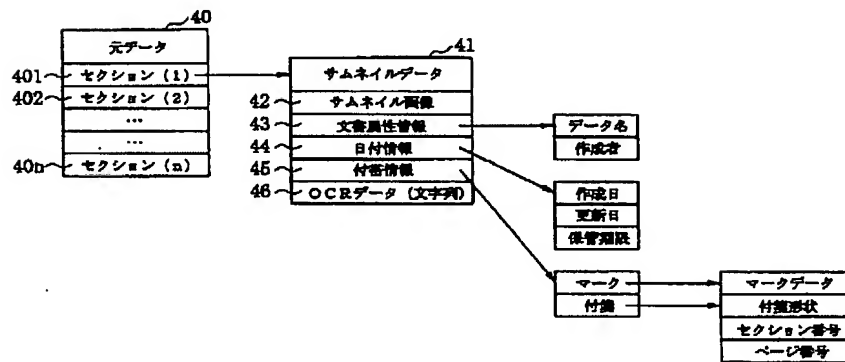 40
元データ
401 セクション(1)
402 セクション(2)
…
…
40n セクション(n)
41
サムネイルデータ
42 サムネイル画像
43 文書属性情報
44 日付情報
45 付箋情報
46 OCRデータ(文字列)
データ名
作成者
作成日
更新日
保管期限
マーク
付箋
マークデータ
付箋形状
セクション番号
ページ番号